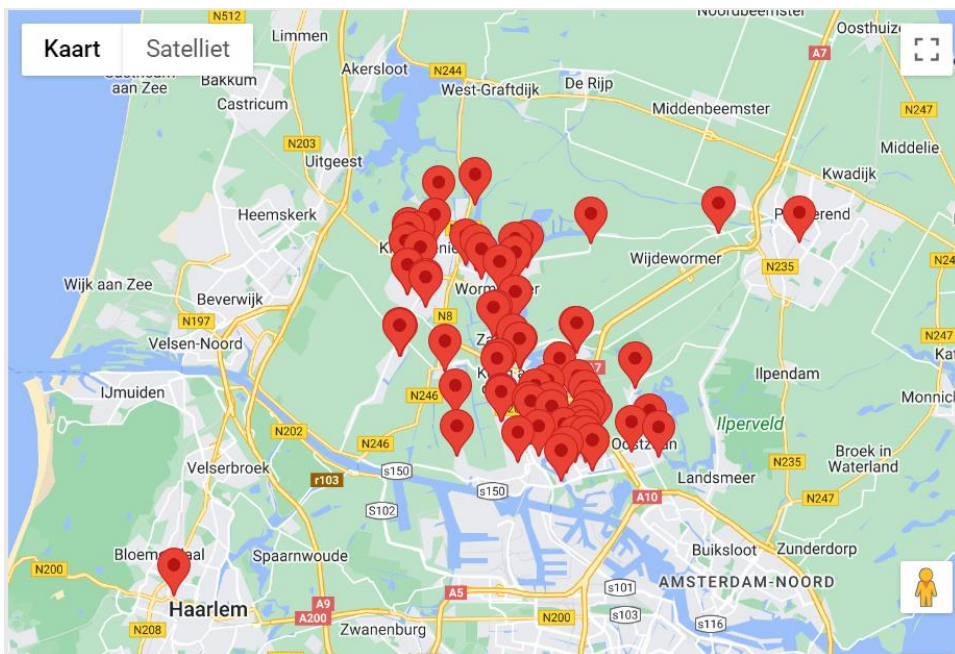 N512
Noordbeemster
Kaart
Satelliet
Limmen
A7
Oosthuize
aan Zee
Bakkum
Akersloot
N244
De Rijp
West-Graftdijk
Castricum
Middenbeemster
N247
N203
Middelie
Uitgeest
Kwadijk
Heemskerk
Wijdewormer
N235
Wijk aan Zee
Beverwijk
N197
N8
Velsen-Noord
N247
IJmuiden
N246
Ilpendam
Monnick
Ilperveld
N202
N246
Broek in
Waterland
Velserbroek
s150
N235
r103
s150
Landsmeer
S102
A10
N247
Spaarnwoude
Buiksloot
Zunderdorp
N200
A5
s101
AMSTERDAM-NOORD
Haarlem
A9
A200
N200
s103
s116
N208
Zwanenburg